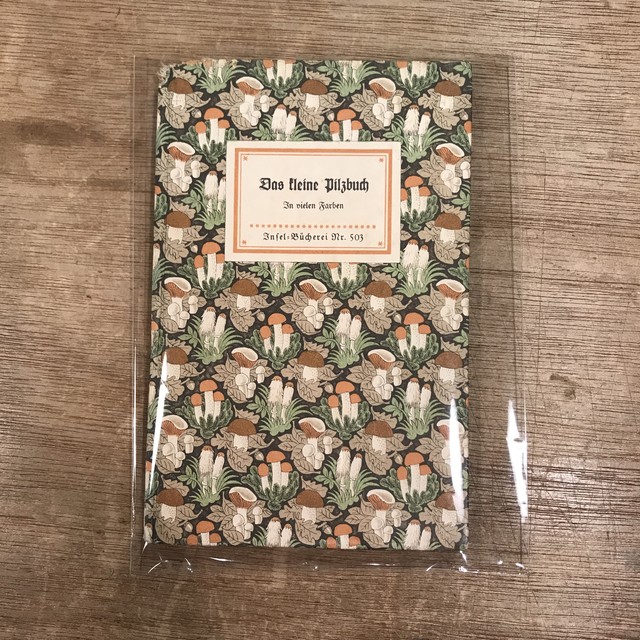 Das kleine Pilzbuch
In vielen Farben
Insel-Bücherei Nr. 503